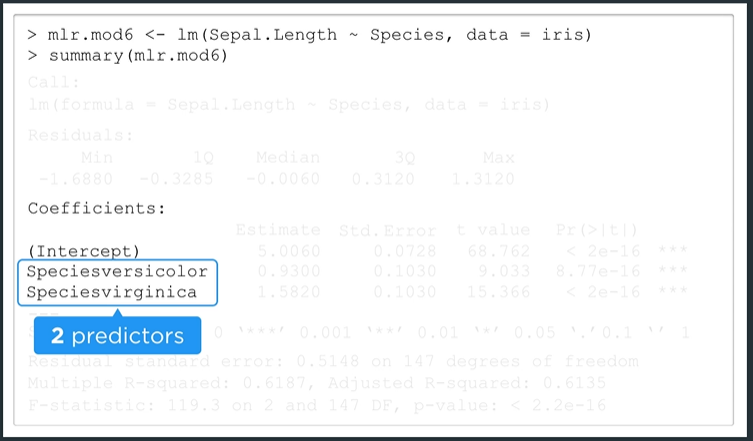 > mlr.mod6 <- lm(Sepal.Length ~ Species, data = iris)
> summary(mlr.mod6)
Call:
lm(formula = Sepal.Length ~ Species, data = iris)
Residuals:
Min 1Q Median 3Q Max
-1.6880 -0.3285 -0.0060 0.3120 1.3120
Coefficients:
Estimate Std.Error t value Pr(>|t|)
(Intercept) 5.0060 0.0728 68.762 < 2e-16 ***
Speciesversicolor 0.9300 0.1030 9.033 8.77e-16 ***
Speciesvirginica 1.5820 0.1030 15.366 < 2e-16 ***
---
2 predictors
0 '***' 0.001 '**' 0.01 '*' 0.05 '.' 0.1 '' 1
Residual standard error: 0.5148 on 147 degrees of freedom
Multiple R-squared: 0.6187, Adjusted R-squared: 0.6135
F-statistic: 119.3 on 2 and 147 DF, p-value: < 2.2e-16